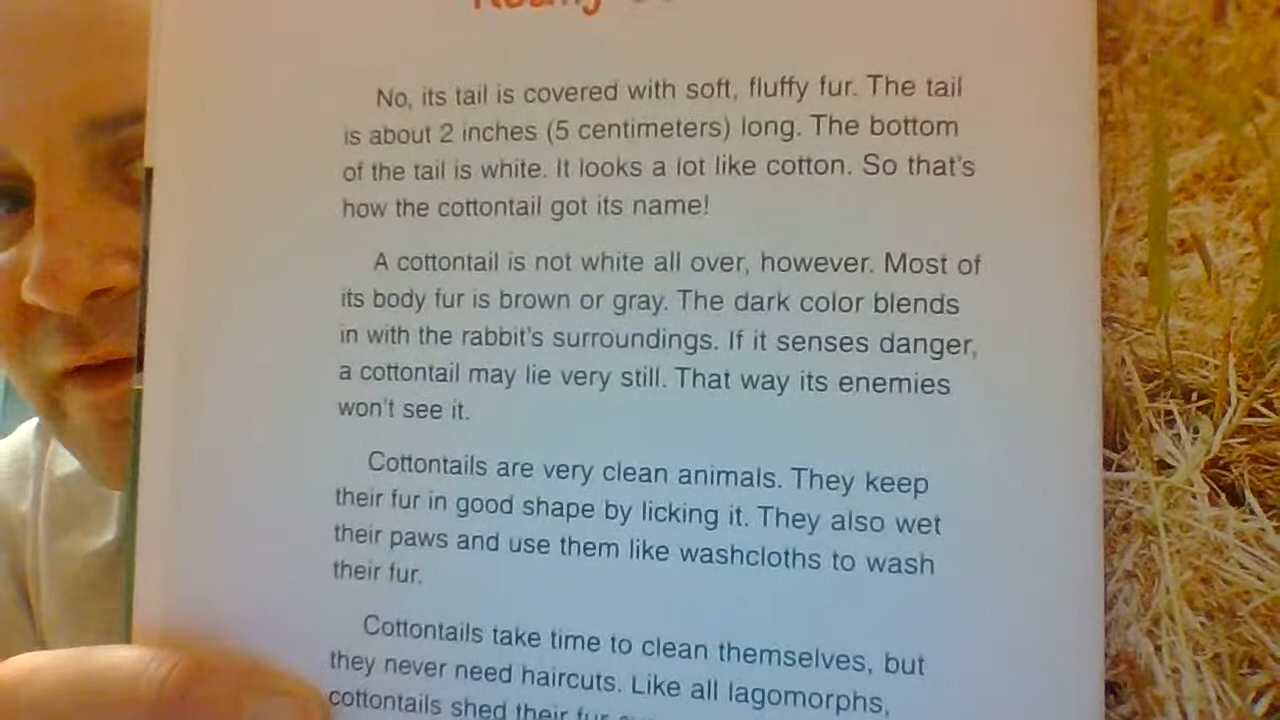 No, its tail is covered with soft, fluffy fur. The tail
is about 2 inches (5 centimeters) long. The bottom
of the tail is white. It looks a lot like cotton. So that's
how the cottontail got its name!
A cottontail is not white all over, however. Most of
its body fur is brown or gray. The dark color blends
in with the rabbit's surroundings. If it senses danger,
a cottontail may lie very still. That way its enemies
won't see it.
Cottontails are very clean animals. They keep
their fur in good shape by licking it. They also wet
their paws and use them like washcloths to wash
their fur.
Cottontails take time to clean themselves, but
they never need haircuts. Like all lagomorphs,
cottontails shed their fur